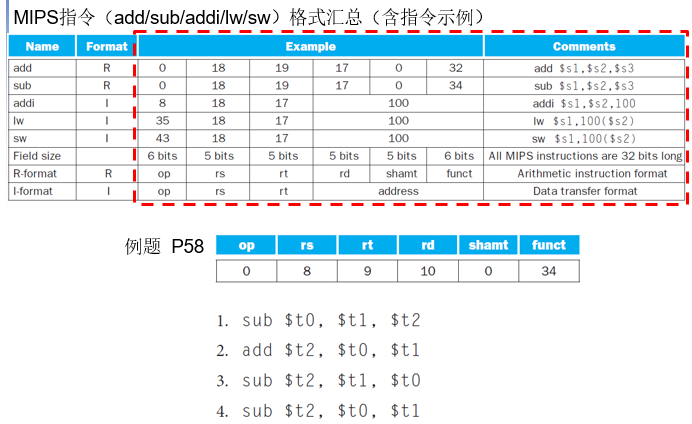 MIPS指令（add/sub/addi/lw/sw）格式汇总（含指令示例）
Name Format Example Comments
add R 0 18 19 17 0 32 add $s1,$s2,$s3
sub R 0 18 19 17 0 34 sub $s1,$s2,$s3
addi I 8 18 17 100 addi $s1,$s2,100
lw I 35 18 17 100 lw $s1,100($s2)
sw I 43 18 17 100 sw $s1,100($s2)
Field size 6 bits 5 bits 5 bits 5 bits 5 bits 6 bits All MIPS instructions are 32 bits long
R-format R op rs rt rd shamt funct Arithmetic instruction format
I-format I op rs rt address Data transfer format
例题 P58 op rs rt rd shamt funct
0 8 9 10 0 34
1. sub $t0, $t1, $t2
2. add $t2, $t0, $t1
3. sub $t2, $t1, $t0
4. sub $t2, $t0, $t1